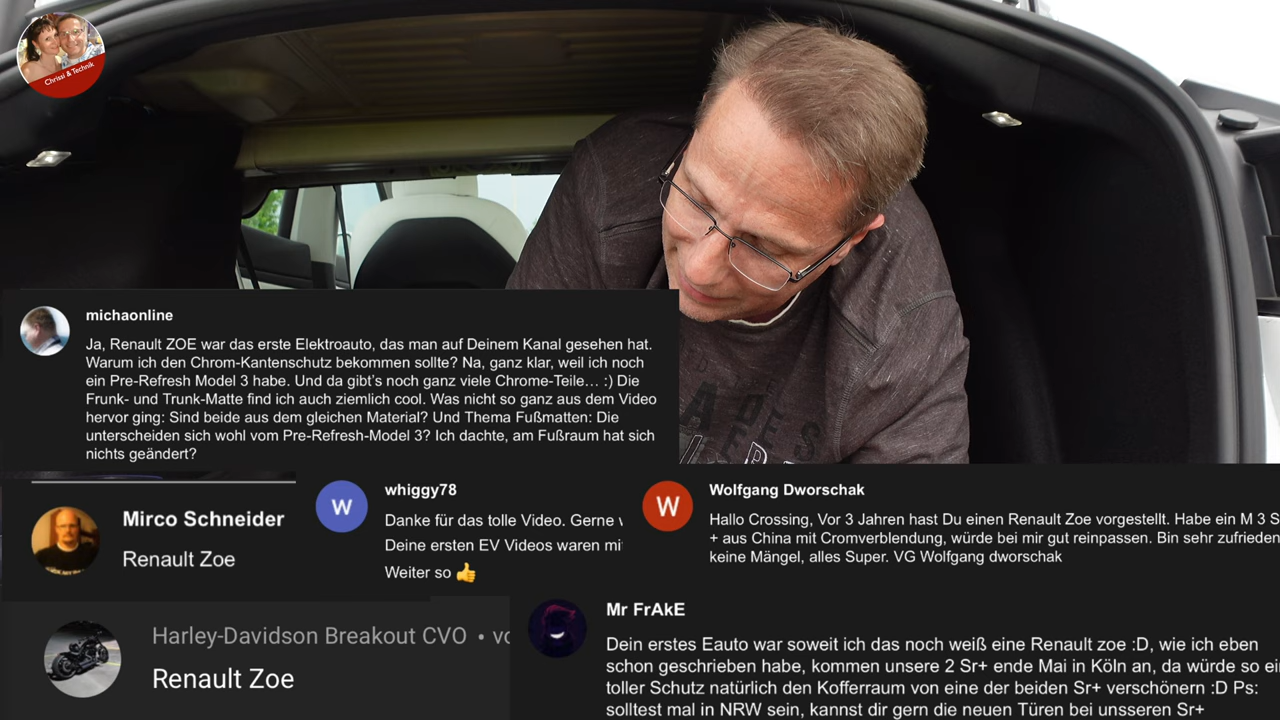 Chrissi & Technik
michaonline
Ja, Renault ZOE war das erste Elektroauto, das man auf Deinem Kanal gesehen hat.
Warum ich den Chrom-Kantenschutz bekommen sollte? Na, ganz klar, weil ich noch
ein Pre-Refresh Model 3 habe. Und da gibt's noch ganz viele Chrome-Teile… :) Die
Frunk- und Trunk-Matte find ich auch ziemlich cool. Was nicht so ganz aus dem Video
hervor ging: Sind beide aus dem gleichen Material? Und Thema Fußmatten: Die
unterscheiden sich wohl vom Pre-Refresh-Model 3? Ich dachte, am Fußraum hat sich
nichts geändert?
Mirco Schneider
Renault Zoe
W
whiggy78
Danke für das tolle Video. Gerne
Deine ersten EV Videos waren
Weiter so 👍
W
Wolfgang Dworschak
Hallo Crossing, Vor 3 Jahren hast Du einen Renault Zoe vorgestellt. Habe ein M 3 S
+ aus China mit Cromverblendung, würde bei mir gut reinpassen. Bin sehr zufrieden
keine Mängel, alles Super. VG Wolfgang dworschak
Harley-Davidson Breakout CVO •
Renault Zoe
Mr FrAkE
Dein erstes Eauto war soweit ich das noch weiß eine Renault zoe :D, wie ich eben
schon geschrieben habe, kommen unsere 2 Sr+ ende Mai in Köln an, da würde so
toller Schutz natürlich den Kofferraum von eine der beiden Sr+ verschönern :D Ps:
solltest mal in NRW sein, kannst dir gern die neuen Türen bei unsseren Sr+